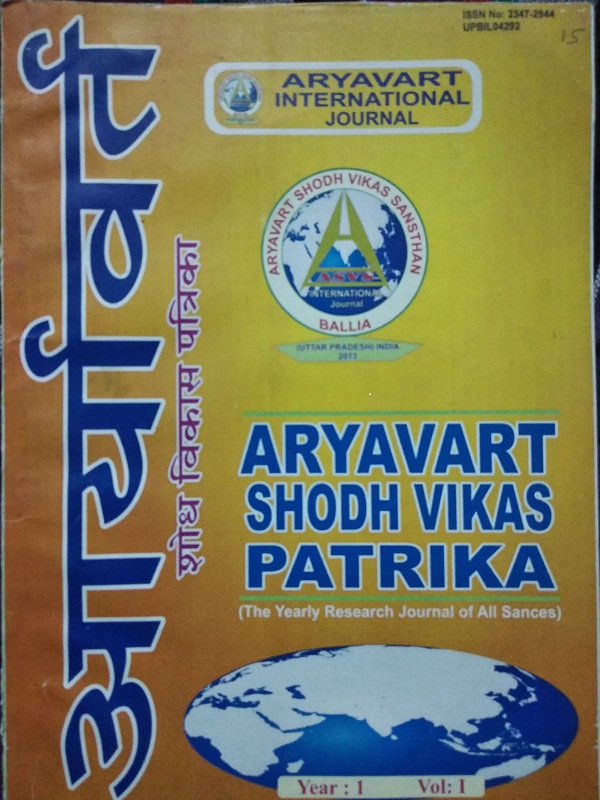 ISSN No: 2347-2944
UPBIL04292
15
ARYAVART
INTERNATIONAL
JOURNAL
आर्यावर्त
शोध विकास पत्रिका
ARYAVART SHODH VIKAS SANSTHAN
ASVS
INTERNATIONAL
Journal
BALLIA
(UTTAR PRADESH) INDIA
2013
ARYAVART
SHODH VIKAS
PATRIKA
(The Yearly Research Journal of All Sances)
Year : 1 Vol: I